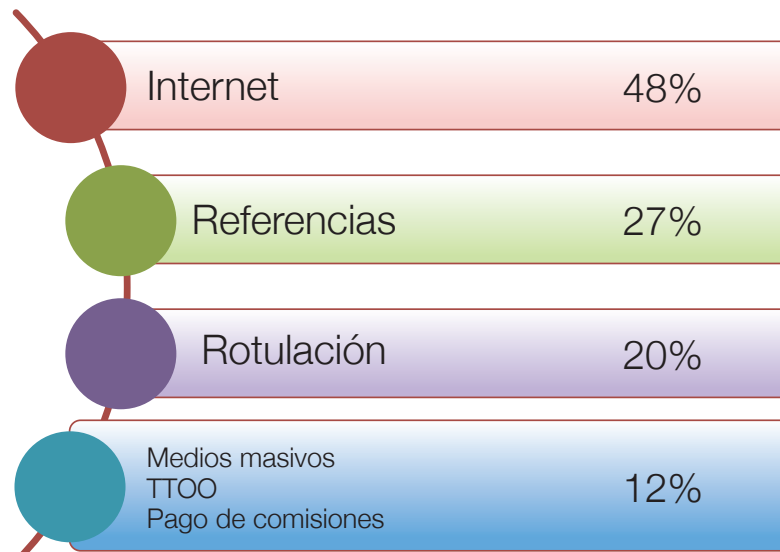 Internet 48%
Referencias 27%
Rotulación 20%
Medios masivos
TTOO
Pago de comisiones
12%